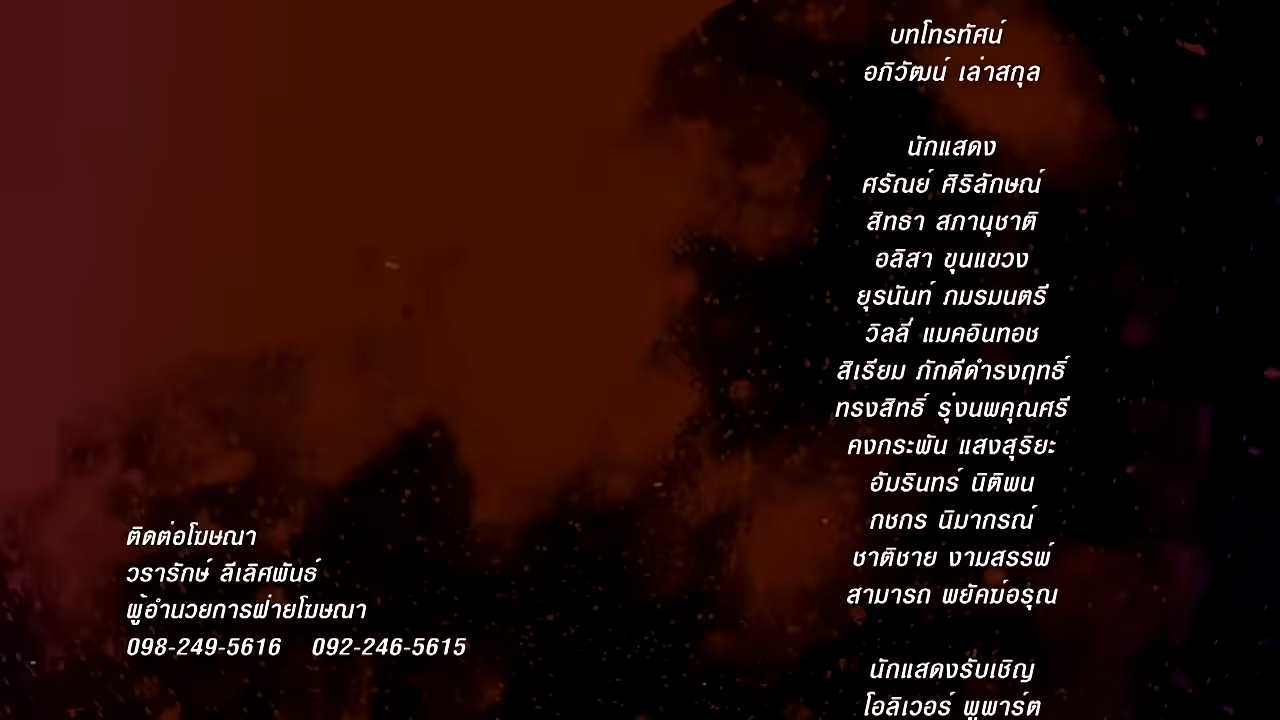 บทโทรทัศน์
อภิวัฒน์ เล่าสกุล
นักแสดง
ศรัณย์ ศิริลักษณ์
สิทธา สภานุชาติ
อลิสา ขุนแขวง
ยุรนันท์ ภมรมนตรี
วิลลี่ แมคอินทอช
สิเรียม ภักดีดำรงฤทธิ์
ทรงสิทธิ์ รุ่งนพคุณศรี
คงกระพัน แสงสุริยะ
อัมรินทร์ นิติพน
กชกร นิมากรณ์
ชาติชาย งามสรรพ์
สามารถ พยัคฆ์อรุณ
นักแสดงรับเชิญ
โอลิเวอร์ พูพาร์ต
ติดต่อโฆษณา
วรารักษ์ ลีเลิศพันธ์
ผู้อำนวยการฝ่ายโฆษณา
098-249-5616 092-246-5615